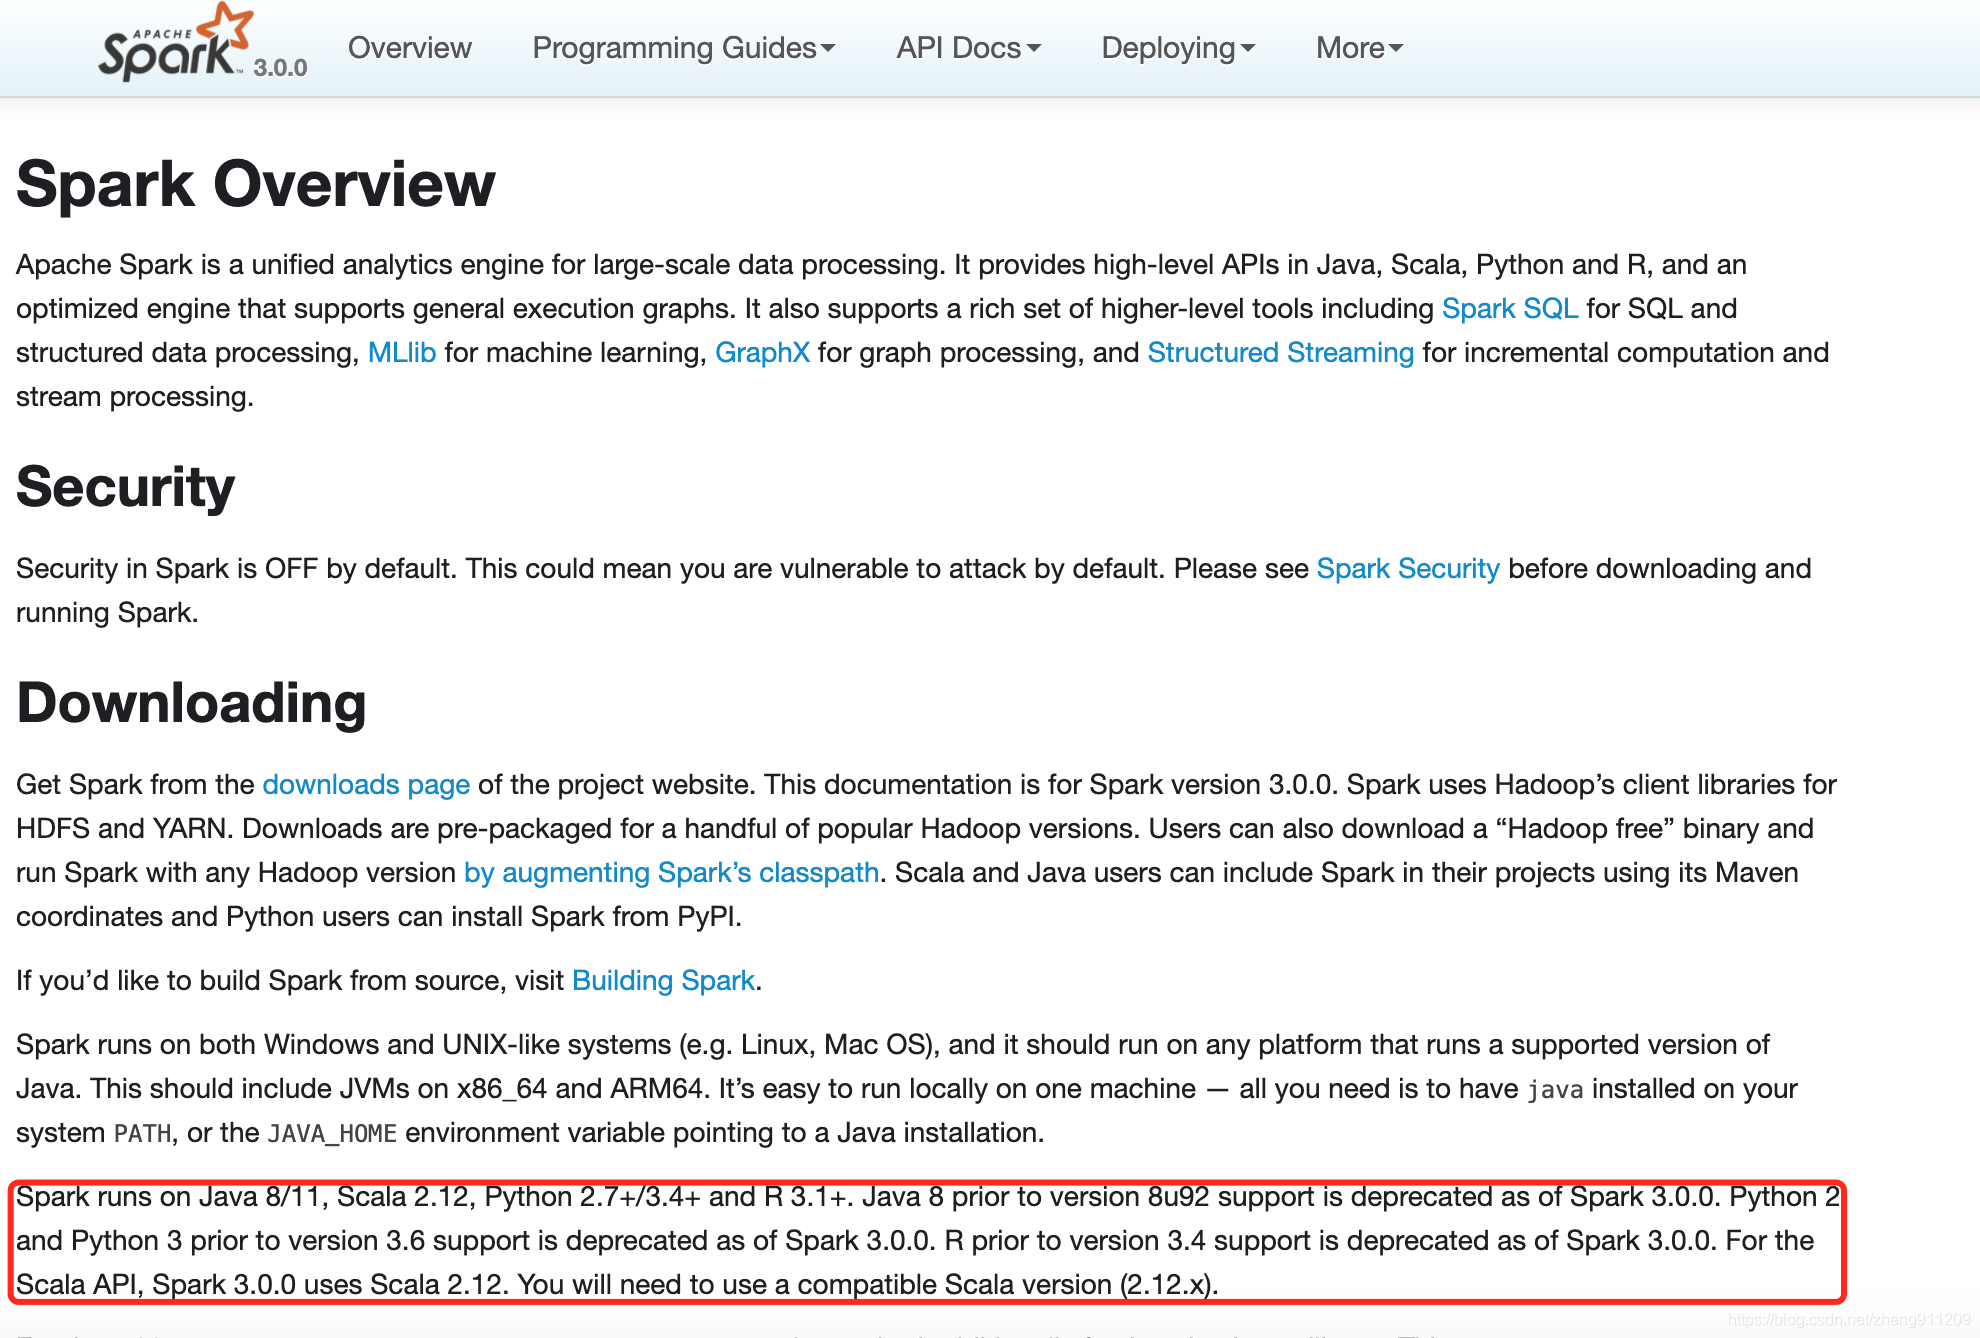 APACHE
Spark™ 3.0.0
Overview Programming Guides API Docs Deploying More
Spark Overview
Apache Spark is a unified analytics engine for large-scale data processing. It provides high-level APIs in Java, Scala, Python and R, and an
optimized engine that supports general execution graphs. It also supports a rich set of higher-level tools including Spark SQL for SQL and
structured data processing, MLlib for machine learning, GraphX for graph processing, and Structured Streaming for incremental computation and
stream processing.
Security
Security in Spark is OFF by default. This could mean you are vulnerable to attack by default. Please see Spark Security before downloading and
running Spark.
Downloading
Get Spark from the downloads page of the project website. This documentation is for Spark version 3.0.0. Spark uses Hadoop’s client libraries for
HDFS and YARN. Downloads are pre-packaged for a handful of popular Hadoop versions. Users can also download a “Hadoop free” binary and
run Spark with any Hadoop version by augmenting Spark’s classpath. Scala and Java users can include Spark in their projects using its Maven
coordinates and Python users can install Spark from PyPI.
If you’d like to build Spark from source, visit Building Spark.
Spark runs on both Windows and UNIX-like systems (e.g. Linux, Mac OS), and it should run on any platform that runs a supported version of
Java. This should include JVMs on x86_64 and ARM64. It’s easy to run locally on one machine — all you need is to have java installed on your
system PATH, or the JAVA_HOME environment variable pointing to a Java installation.
Spark runs on Java 8/11, Scala 2.12, Python 2.7+/3.4+ and R 3.1+. Java 8 prior to version 8u92 support is deprecated as of Spark 3.0.0. Python 2
and Python 3 prior to version 3.6 support is deprecated as of Spark 3.0.0. R prior to version 3.4 support is deprecated as of Spark 3.0.0. For the
Scala API, Spark 3.0.0 uses Scala 2.12. You will need to use a compatible Scala version (2.12.x).
https://blog.csdn.net/zheng911209